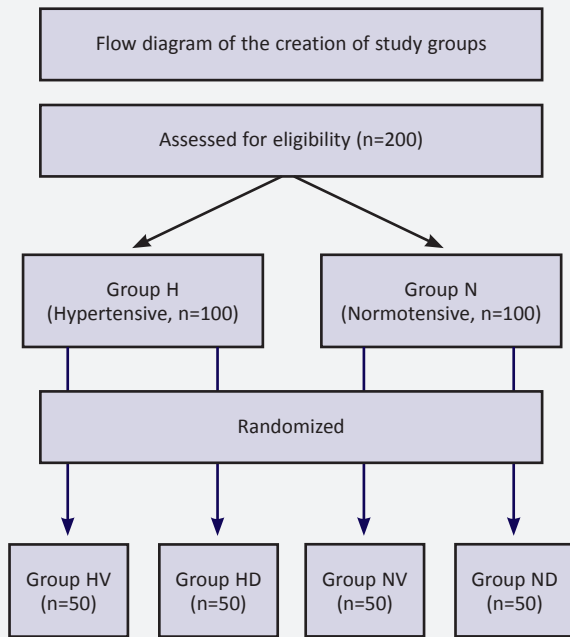 Flow diagram of the creation of study groups
Assessed for eligibility (n=200)
Group H
(Hypertensive, n=100)
Group N
(Normotensive, n=100)
Randomized
Group HV
(n=50)
Group HD
(n=50)
Group NV
(n=50)
Group ND
(n=50)